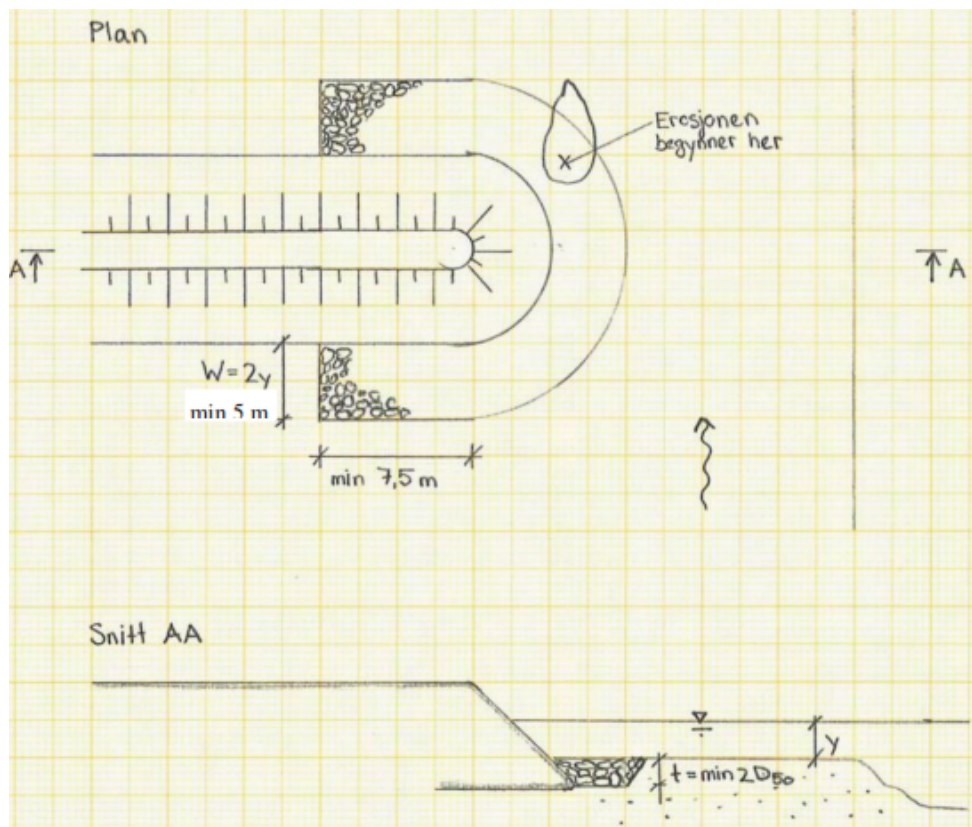 Plan
Erosjonen
begynner her
A
A
W=2y
min 5 m
min 7,5 m
Snitt AA
y
t=min 2D50